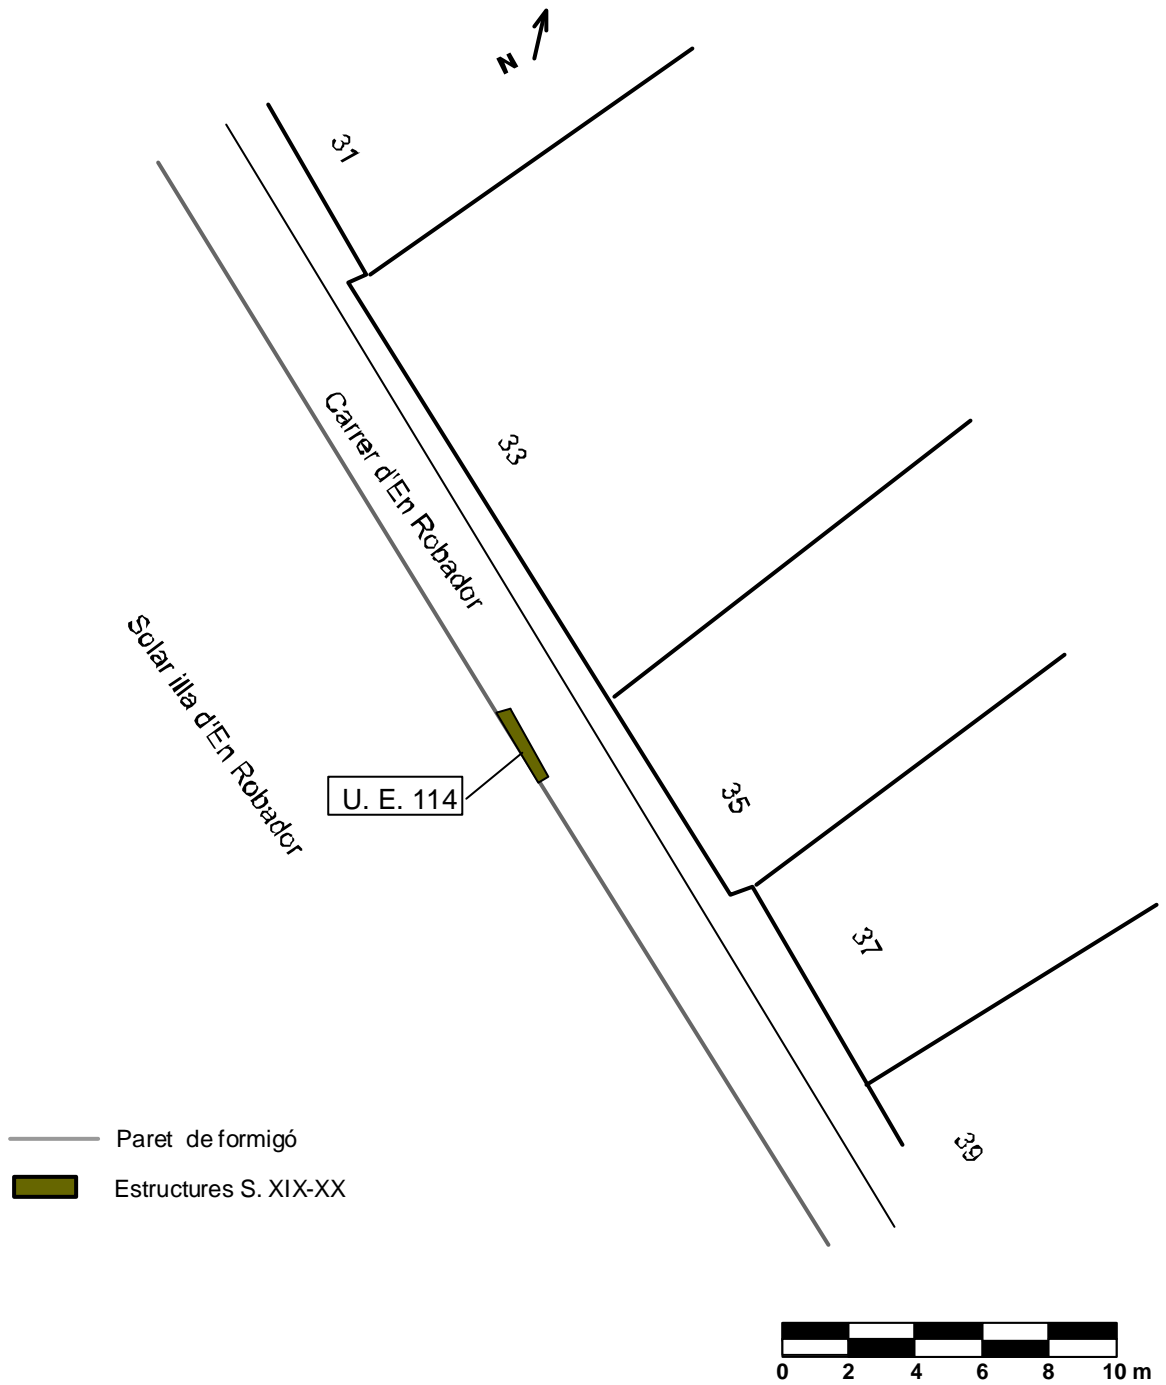 N
31
33
Carrer d'En Robador
Solar illa d'En Robador
U. E. 114
35
37
39
Paret de formigó
Estructures S. XIX-XX
0 2 4 6 8 10 m